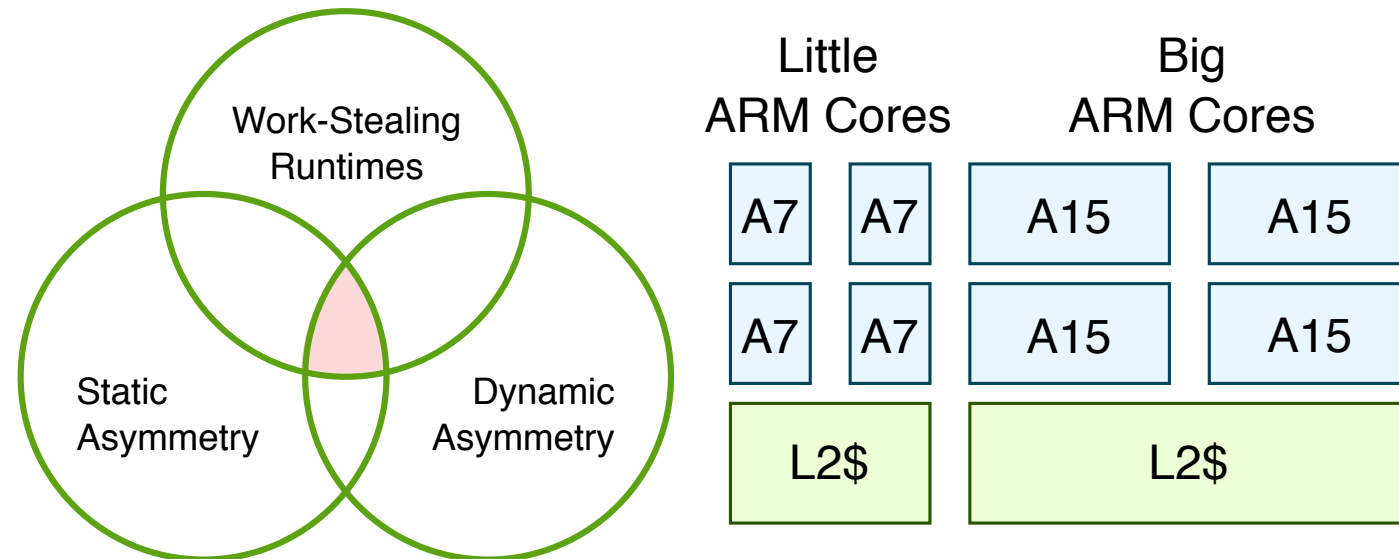 Work-Stealing
Runtimes
Static
Asymmetry
Dynamic
Asymmetry
Little
ARM Cores
Big
ARM Cores
A7 A7 A15 A15
A7 A7 A15 A15
L2$ L2$